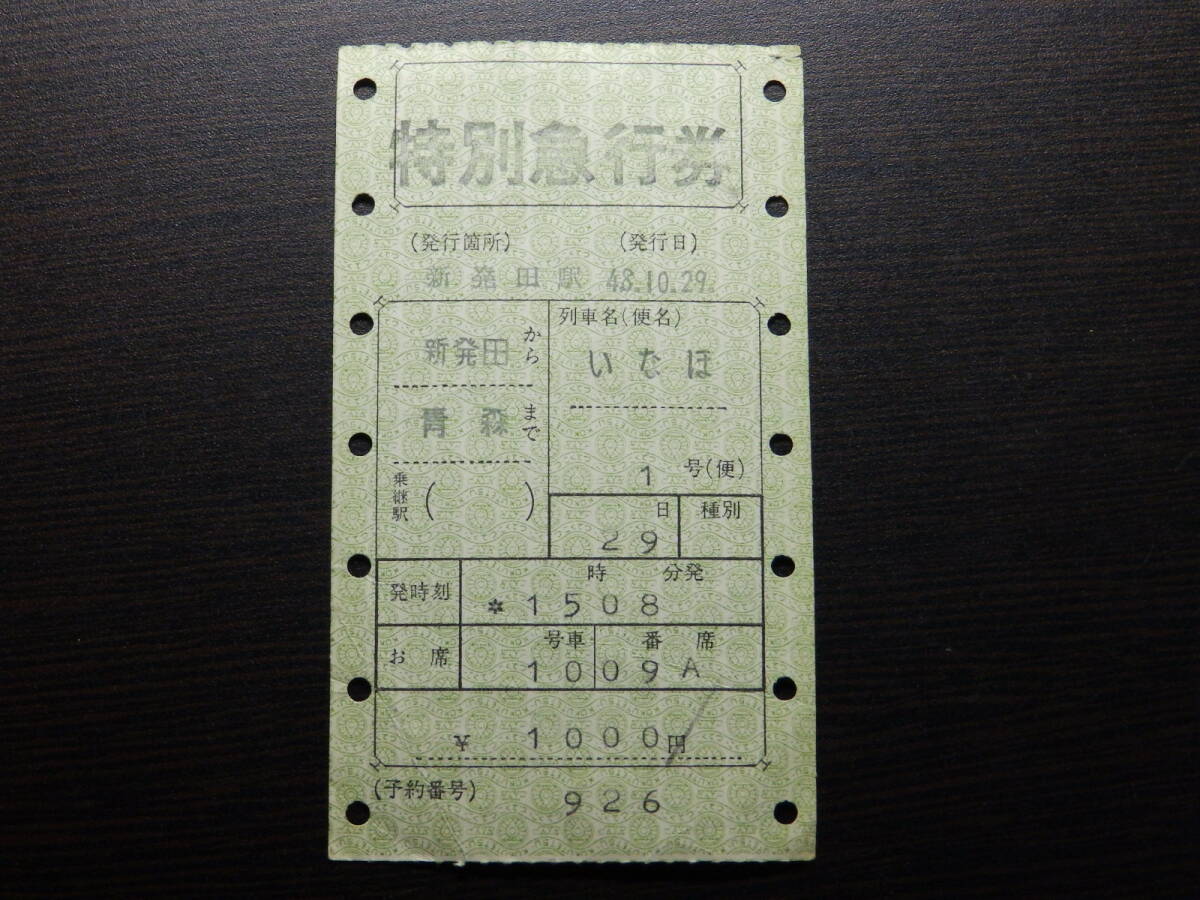 特別急行券
(発行箇所) (発行日)
新発田駅 48.10.29.
新発田から
青森まで
乗継駅( )
列車名(便名)
いなほ
1 号(便)
日 種別
29
発時刻 時 分発
*1508
お席 号車 番 席
10 09 A
¥ 1000円
(予約番号) 926